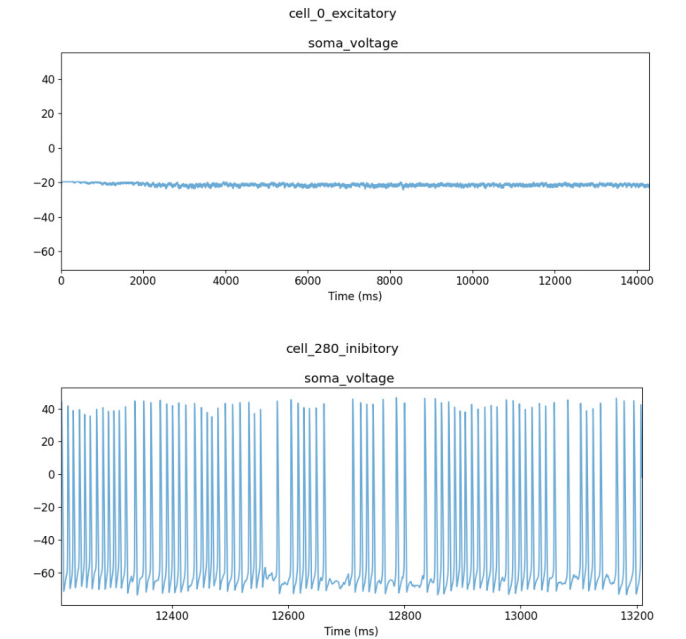 cell_0_excitatory
soma_voltage
40
20
0
−20
−40
−60
0 2000 4000 6000 8000 10000 12000 14000
Time (ms)
cell_280_inibitory
soma_voltage
40
20
0
−20
−40
−60
12400 12600 12800 13000 13200
Time (ms)